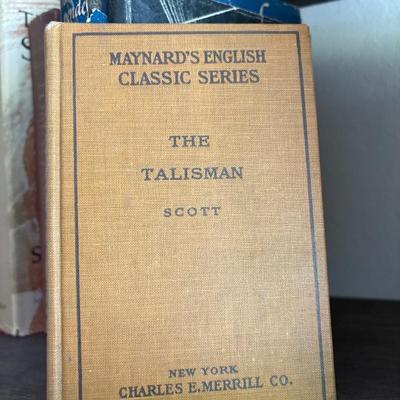 MAYNARD'S ENGLISH
CLASSIC SERIES
THE
TALISMAN
SCOTT
NEW YORK
CHARLES E. MERRILL CO.